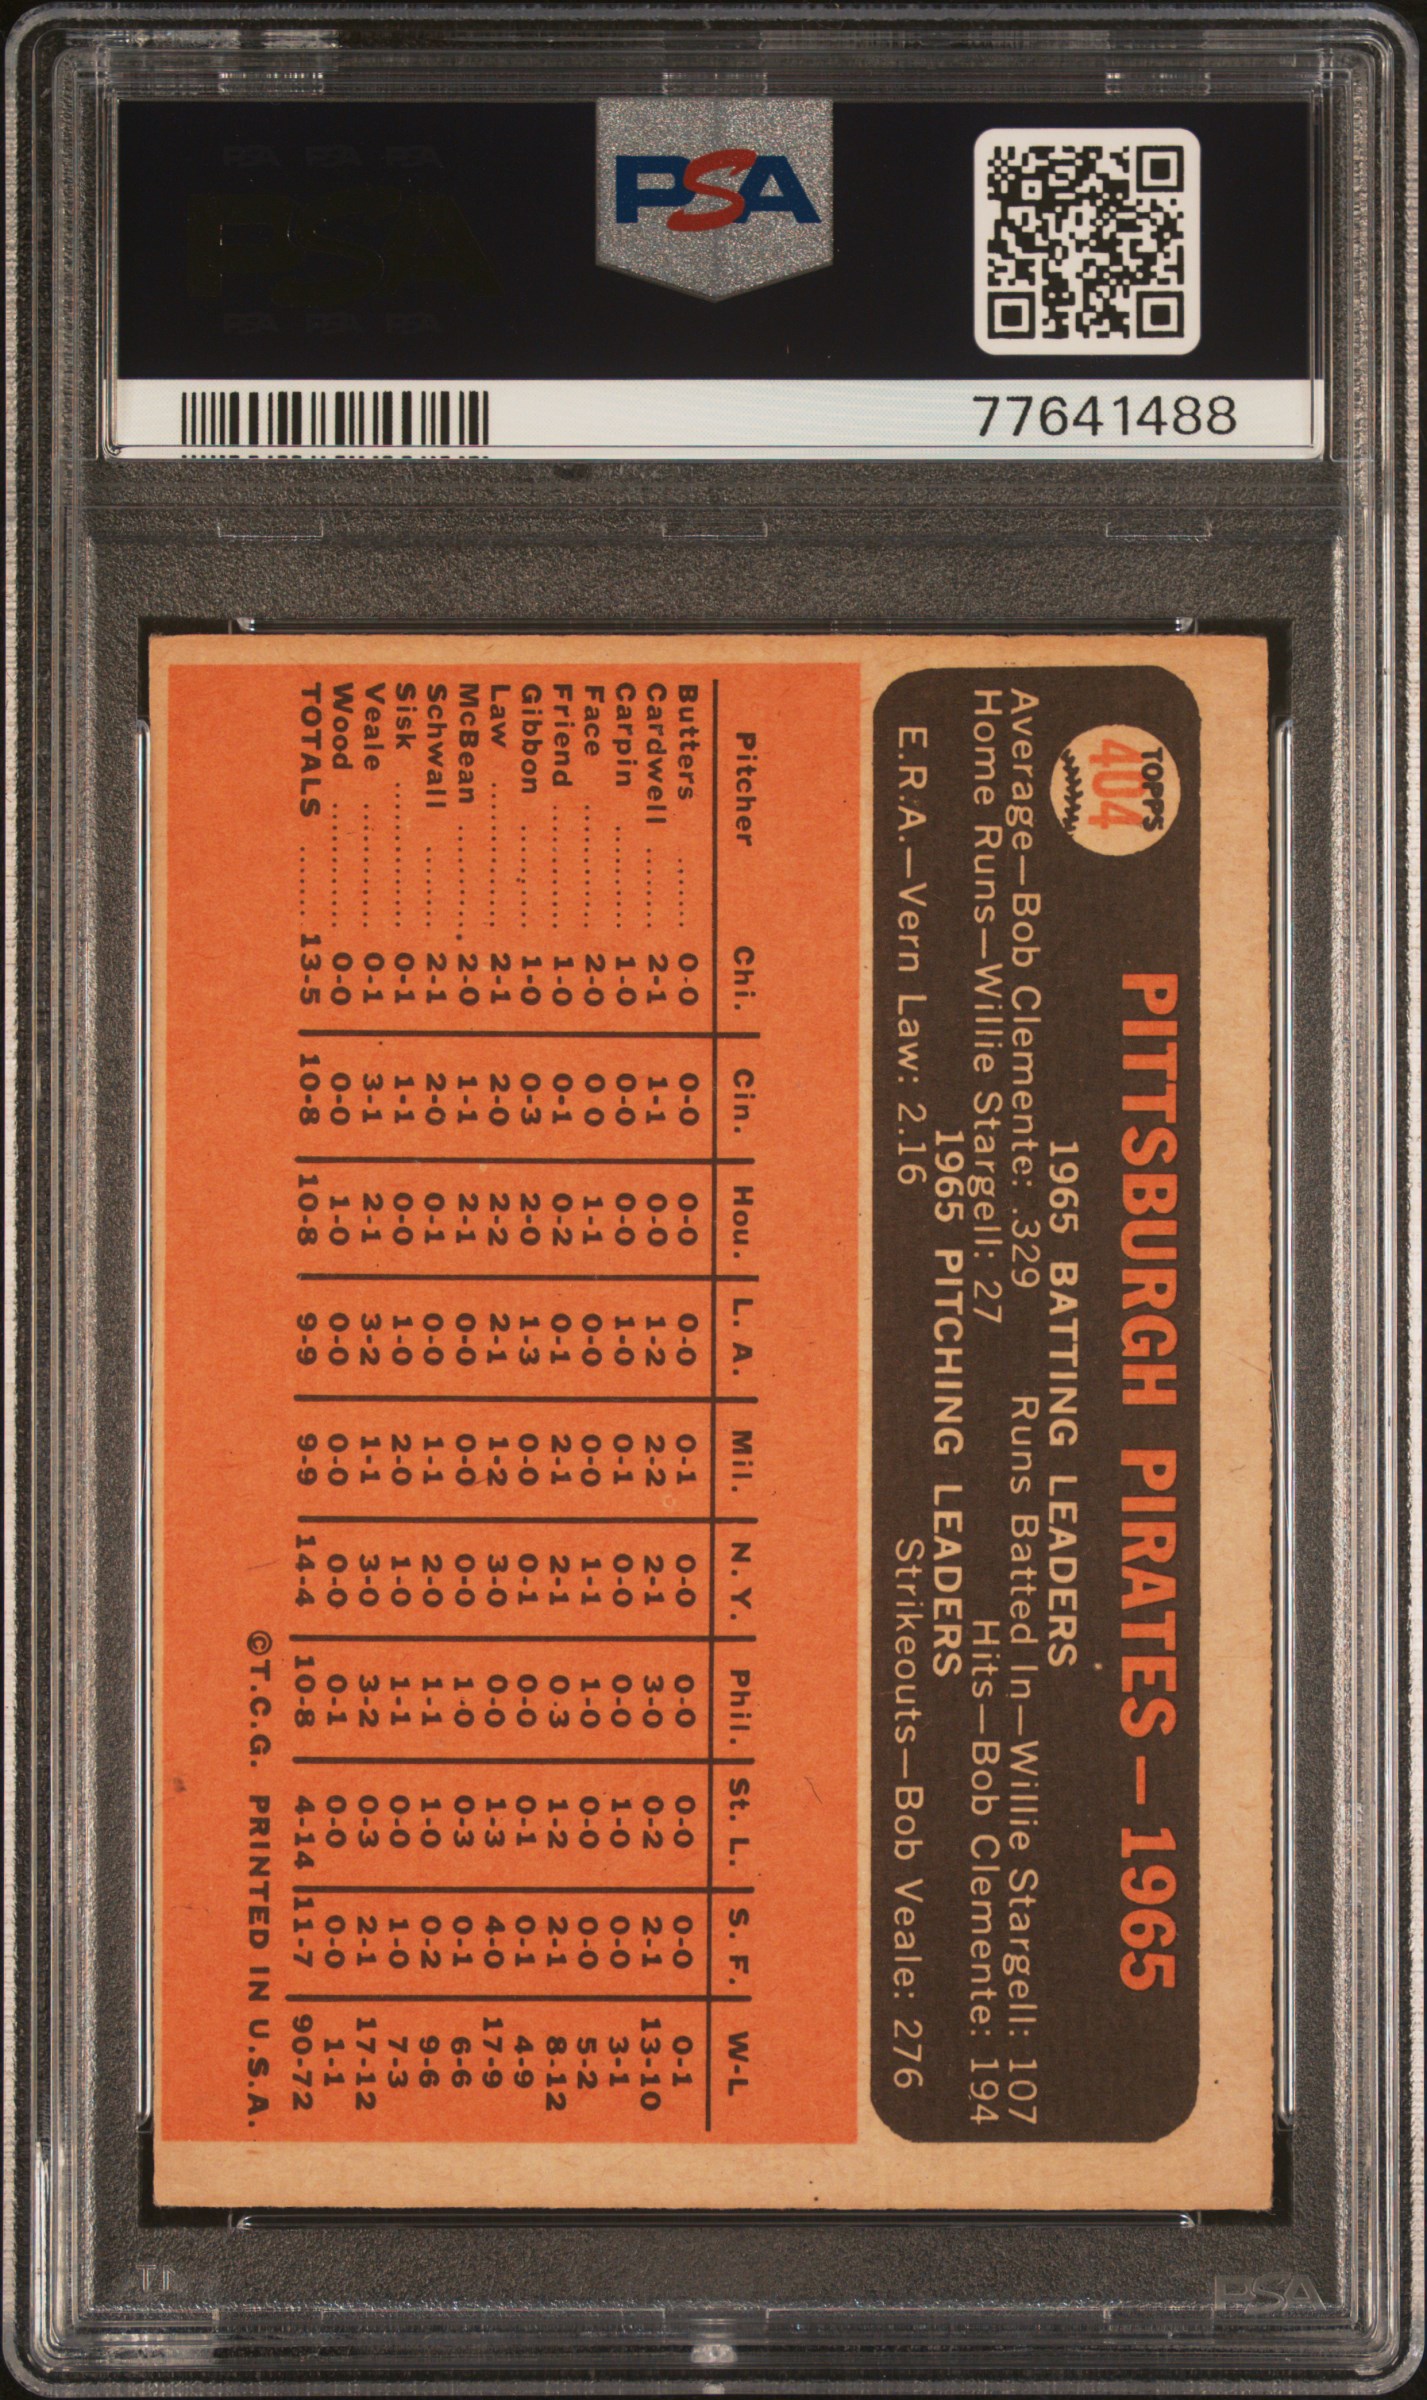 PSA PSA PSA
PSA
PSA PSA PSA
PSA
77641488
TOPPS
404
PITTSBURGH PIRATES—1965
1965 BATTING LEADERS
Average—Bob Clemente: .329 Runs Batted In—Willie Stargell: 107
Home Runs—Willie Stargell: 27 Hits—Bob Clemente: 194
1965 PITCHING LEADERS
E.R.A.—Vern Law: 2.16 Strikeouts—Bob Veale: 276
Pitcher Chi. Cin. Hou. L. A. Mil. N. Y. Phil. St. L. S. F. W-L
Butters ...... 0-0 0-0 0-0 0-0 0-1 0-0 0-0 0-0 0-0 0-1
Cardwell ........ 2-1 1-1 0-0 1-2 2-2 2-1 3-0 0-2 2-1 13-10
Carpin .......... 1-0 0-0 0-0 1-0 0-1 0-0 0-0 1-0 0-0 3-1
Face ............ 2-0 0 0 1-1 0-0 0-0 1-1 1-0 0-0 0-0 5-2
Friend ............ 1-0 0-1 0-2 0-1 2-1 2-1 0-3 1-2 2-1 8-12
Gibbon .......... 1-0 0-3 2-0 1-3 0-0 0-1 0-0 0-1 0-1 4-9
Law .............. 2-1 2-0 2-2 2-1 1-2 3-0 0-0 1-3 4-0 17-9
McBean .......... 2-0 1-1 2-1 0-0 0-0 0-0 1-0 0-3 0-1 6-6
Schwall ........ 2-1 2-0 0-1 0-0 1-1 2-0 1-1 1-0 0-2 9-6
Sisk .............. 0-1 1-1 0-0 1-0 2-0 1-0 1-1 0-0 1-0 7-3
Veale ............ 0-1 3-1 2-1 3-2 1-1 3-0 3-2 0-3 2-1 17-12
Wood ............ 0-0 0-0 1-0 0-0 0-0 0-0 0-1 0-0 0-0 1-1
TOTALS ....... 13-5 10-8 10-8 9-9 9-9 14-4 10-8 4-14 11-7 90-72
©T.C.G. PRINTED IN U.S.A.
T1
PSA